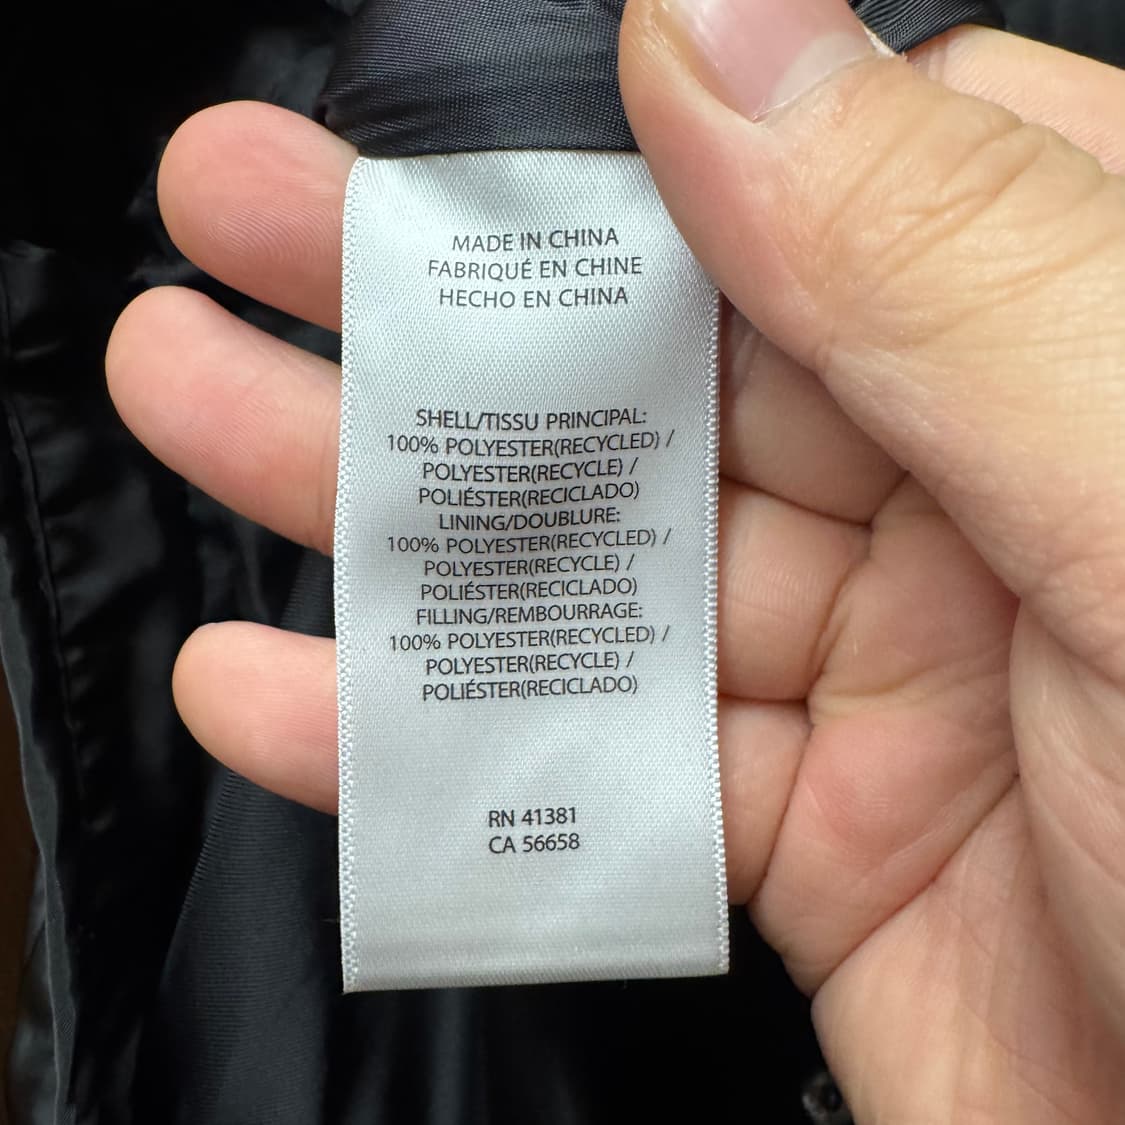 MADE IN CHINA
FABRIQUÉ EN CHINE
HECHO EN CHINA
SHELL/TISSU PRINCIPAL:
100% POLYESTER(RECYCLED) /
POLYESTER(RECYCLE) /
POLIÉSTER(RECICLADO)
LINING/DOUBLURE:
100% POLYESTER(RECYCLED) /
POLYESTER(RECYCLE) /
POLIÉSTER(RECICLADO)
FILLING/REMBOURRAGE:
100% POLYESTER(RECYCLED) /
POLYESTER(RECYCLE) /
POLIÉSTER(RECICLADO)
RN 41381
CA 56658